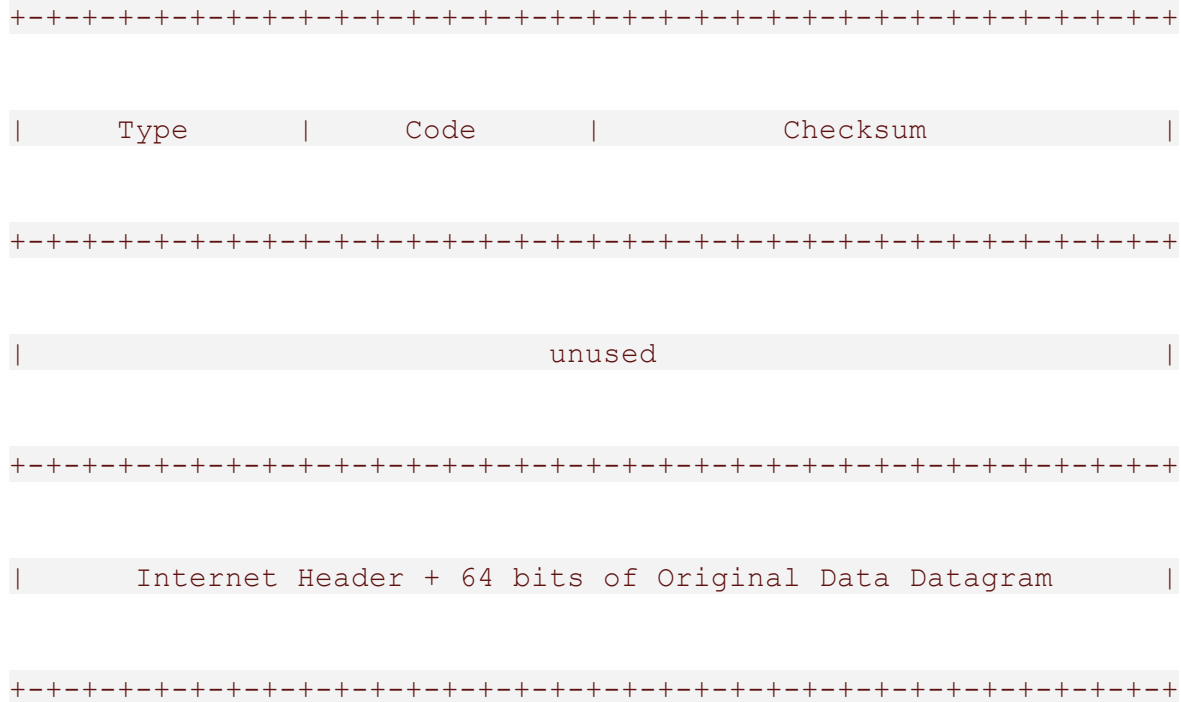 +-+-+-+-+-+-+-+-+-+-+-+-+-+-+-+-+-+-+-+-+-+-+-+-+-+-+-+-+-+-+-+-+
|     Type      |     Code      |          Checksum             |
+-+-+-+-+-+-+-+-+-+-+-+-+-+-+-+-+-+-+-+-+-+-+-+-+-+-+-+-+-+-+-+-+
|                             unused                            |
+-+-+-+-+-+-+-+-+-+-+-+-+-+-+-+-+-+-+-+-+-+-+-+-+-+-+-+-+-+-+-+-+
|      Internet Header + 64 bits of Original Data Datagram      |
+-+-+-+-+-+-+-+-+-+-+-+-+-+-+-+-+-+-+-+-+-+-+-+-+-+-+-+-+-+-+-+-+